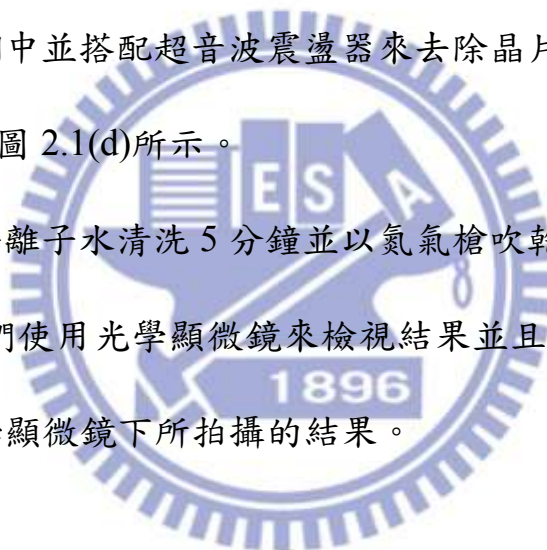 中並搭配超音波震盪器來去除晶片
圖 2.1(d)所示。
離子水清洗 5 分鐘並以氮氣槍吹乾
們使用光學顯微鏡來檢視結果並且
顯微鏡下所拍攝的結果。
ESA
1896